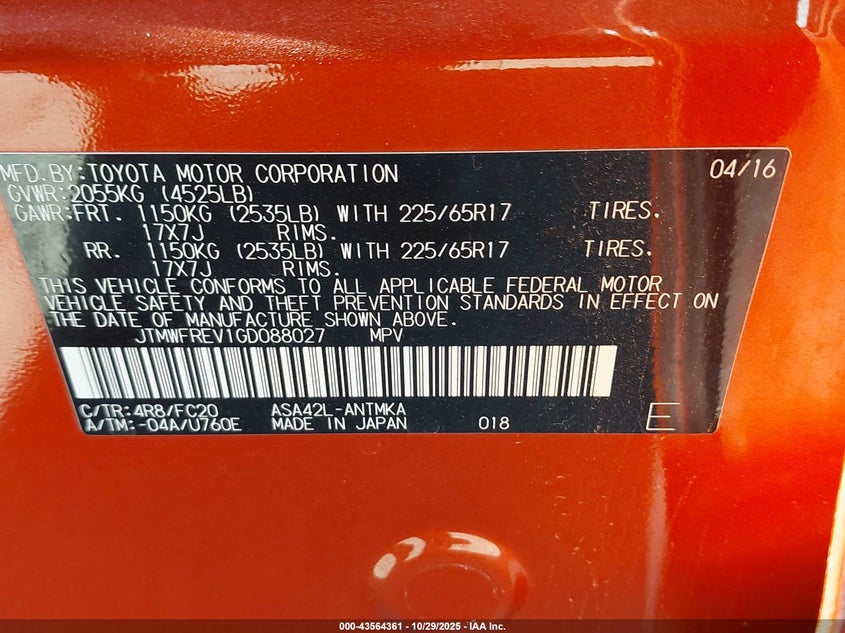 MFD.BY:TOYOTA MOTOR CORPORATION 04/16
GVWR:2055KG (4525LB)
GAWR:FRT. 1150KG (2535LB) WITH 225/65R17 TIRES.
17X7J RIMS.
RR. 1150KG (2535LB) WITH 225/65R17 TIRES.
17X7J RIMS.
THIS VEHICLE CONFORMS TO ALL APPLICABLE FEDERAL MOTOR
VEHICLE SAFETY AND THEFT PREVENTION STANDARDS IN EFFECT ON
THE DATE OF MANUFACTURE SHOWN ABOVE.
JTMWFREV1GD088027 MPV
C/TR:4R8/FC20 ASA42L-ANTMKA
A/TM:-04A/U760E MADE IN JAPAN 018 E
000-43564361 | 10/29/2025 - IAA Inc.